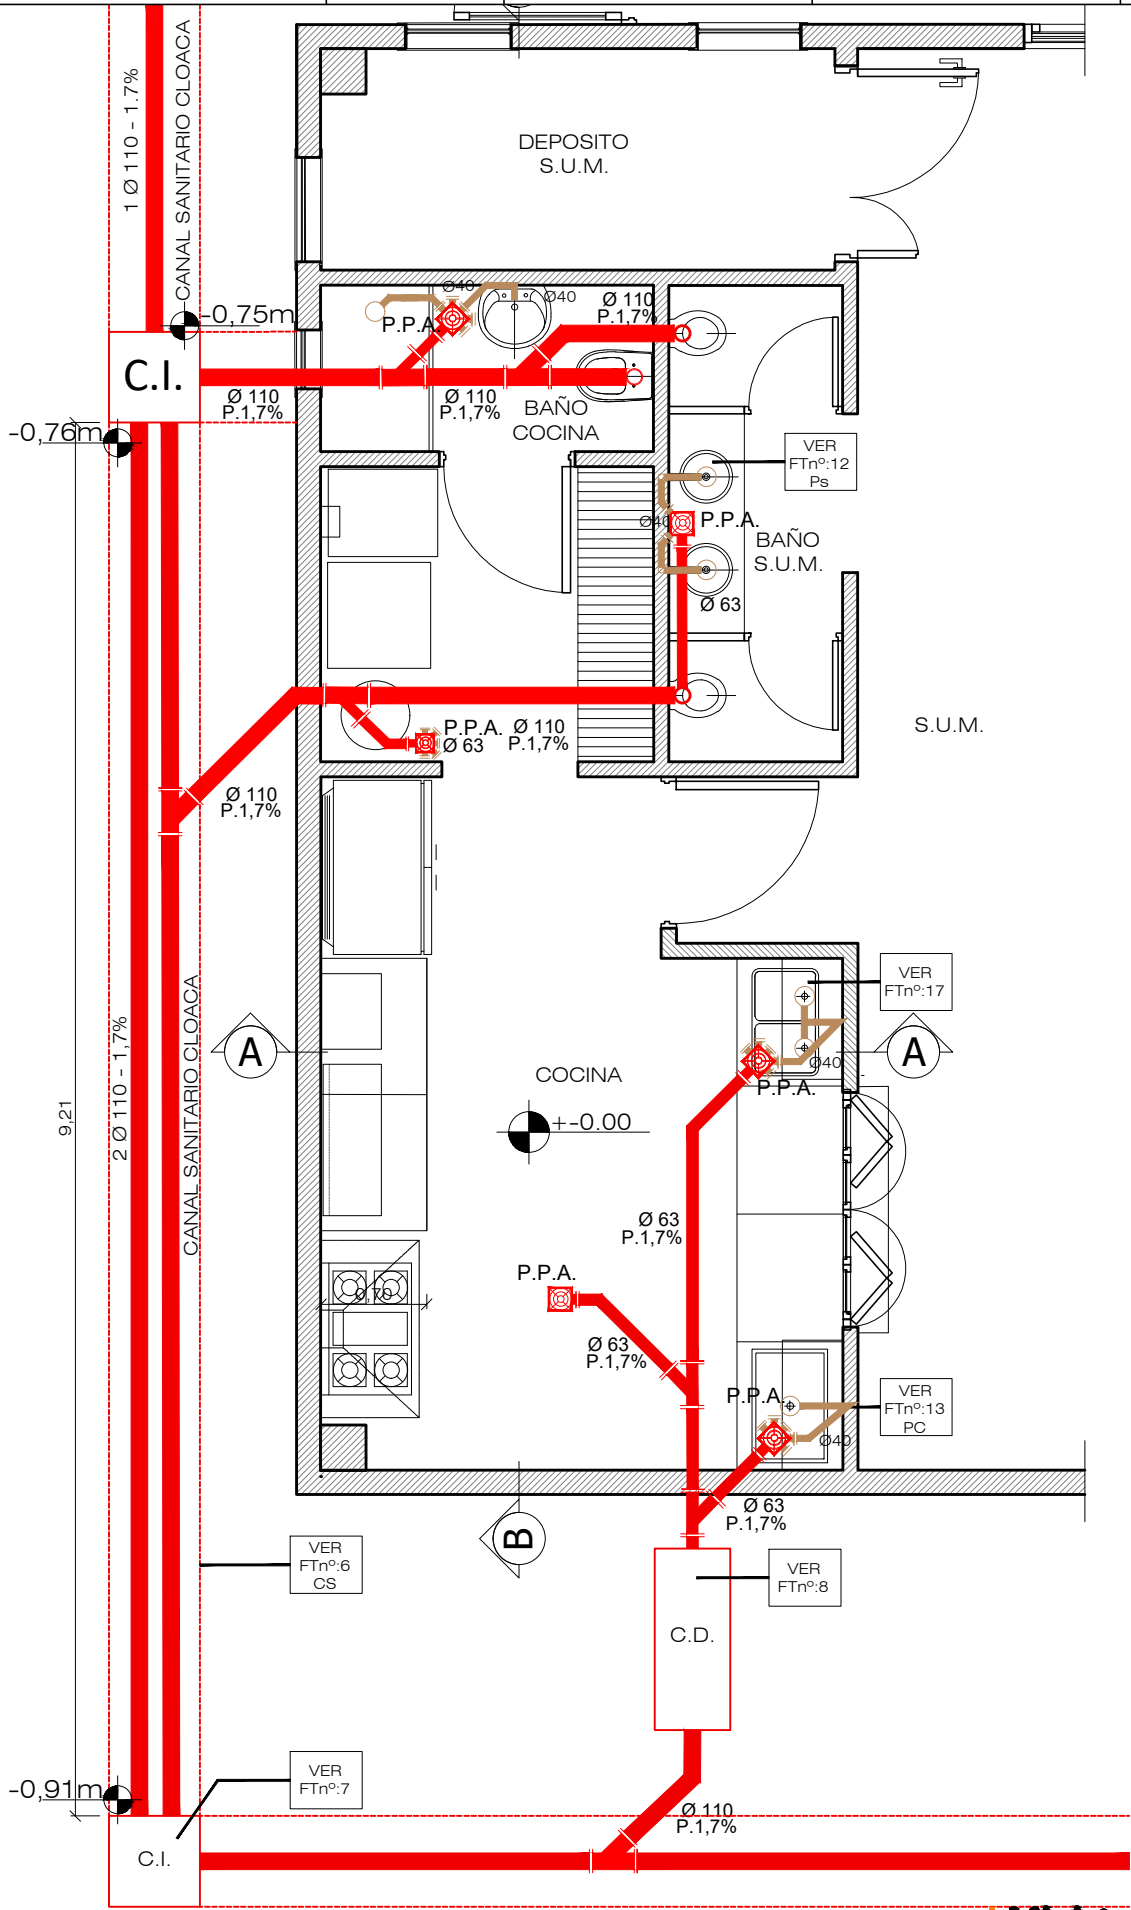 1 Ø 110 - 1.7%
CANAL SANITARIO CLOACA
DEPOSITO
S.U.M.
-0,75m
C.I.
Ø40
Ø40
P.P.A.
Ø 110
P.1,7%
Ø 110
P.1,7%
Ø 110
P.1,7%
BAÑO
COCINA
-0,76m
VER
FTnº:12
Ps
Ø40
P.P.A.
BAÑO
S.U.M.
Ø 63
S.U.M.
P.P.A.
Ø 63
Ø 110
P.1,7%
Ø 110
P.1,7%
VER
FTnº:17
A
A
COCINA
Ø40
P.P.A.
+-0.00
9,21
2 Ø 110 - 1,7%
CANAL SANITARIO CLOACA
Ø 63
P.1,7%
P.P.A.
0,70
Ø 63
P.1,7%
P.P.A.
VER
FTnº:13
PC
Ø40
Ø 63
P.1,7%
B
VER
FTnº:6
CS
VER
FTnº:8
C.D.
VER
FTnº:7
-0,91m
Ø 110
P.1,7%
C.I.